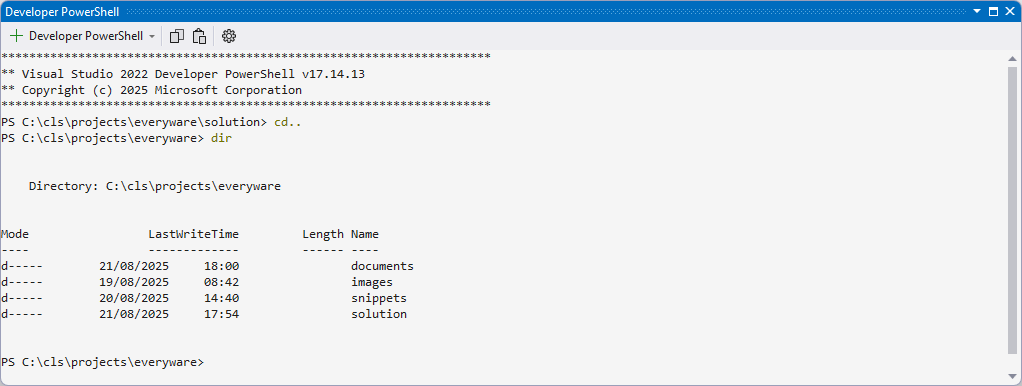 Developer PowerShell
Developer PowerShell
**********************************************************************
** Visual Studio 2022 Developer PowerShell v17.14.13
** Copyright (c) 2025 Microsoft Corporation
**********************************************************************
PS C:\cls\projects\everyware\solution> cd..
PS C:\cls\projects\everyware> dir
    Directory: C:\cls\projects\everyware
Mode                 LastWriteTime         Length Name
----                 -------------         ------ ----
d-----        21/08/2025     18:00                documents
d-----        19/08/2025     08:42                images
d-----        20/08/2025     14:40                snippets
d-----        21/08/2025     17:54                solution
PS C:\cls\projects\everyware>